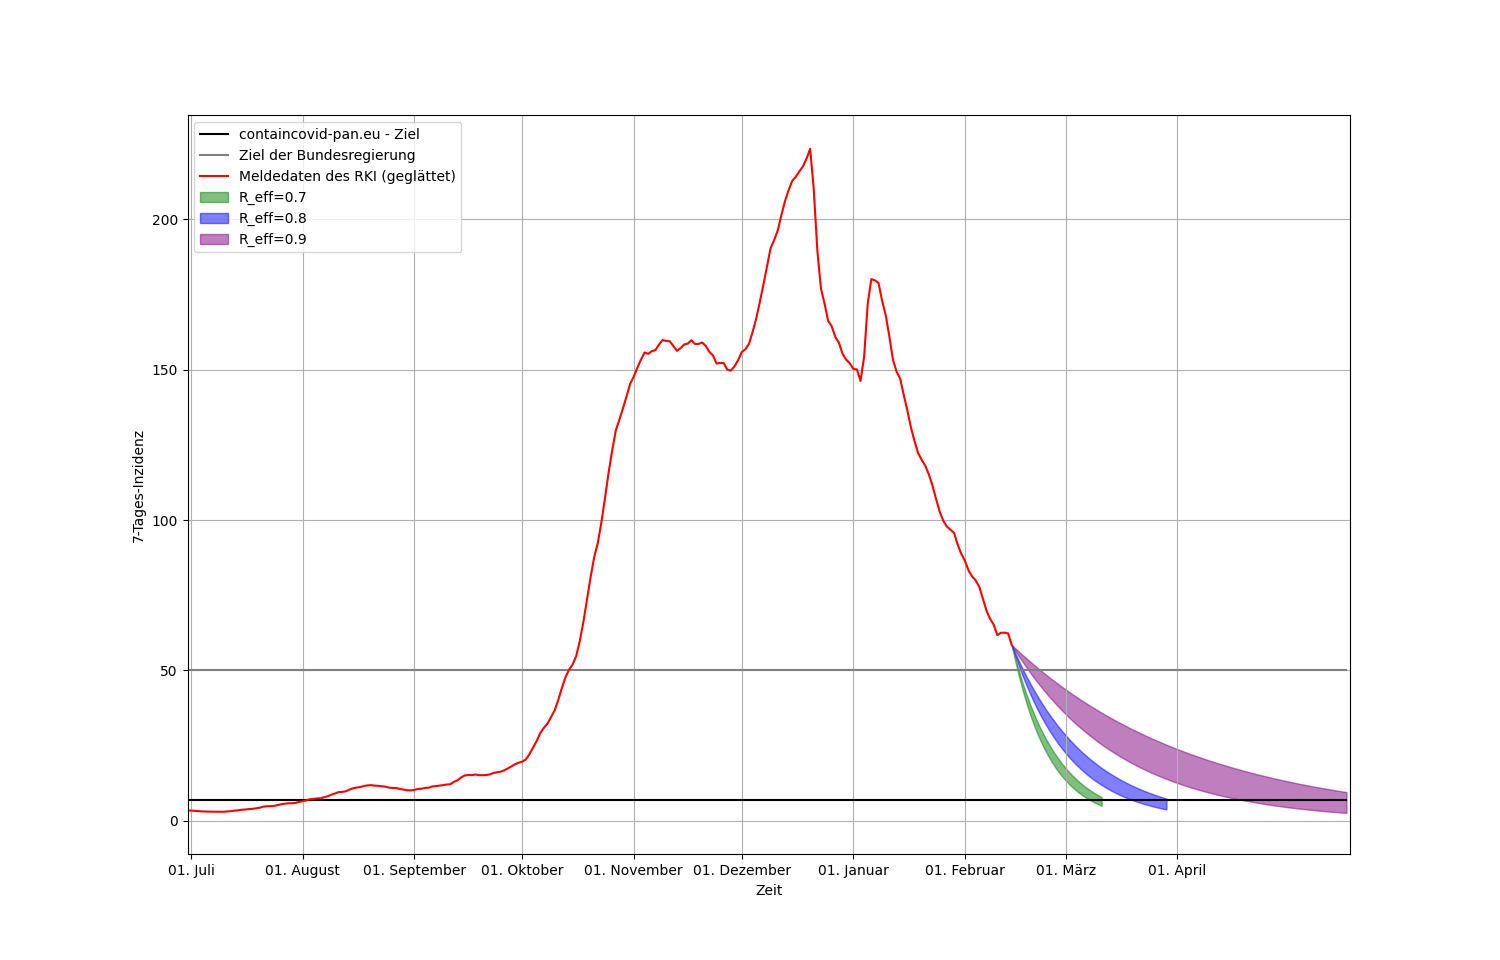 containcovid-pan.eu - Ziel
Ziel der Bundesregierung
Meldedaten des RKI (geglättet)
R_eff=0.7
R_eff=0.8
R_eff=0.9
200
150
100
50
0
7-Tages-Inzidenz
01. Juli 01. August 01. September 01. Oktober 01. November 01. Dezember 01. Januar 01. Februar 01. März 01. April
Zeit